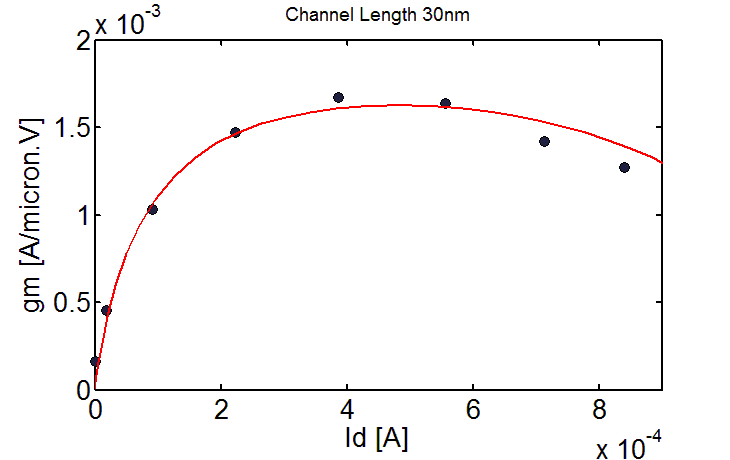 Channel Length 30nm
x 10^-3
2
1.5
1
0.5
0
gm [A/micron.V]
0 2 4 6 8
Id [A]
x 10^-4